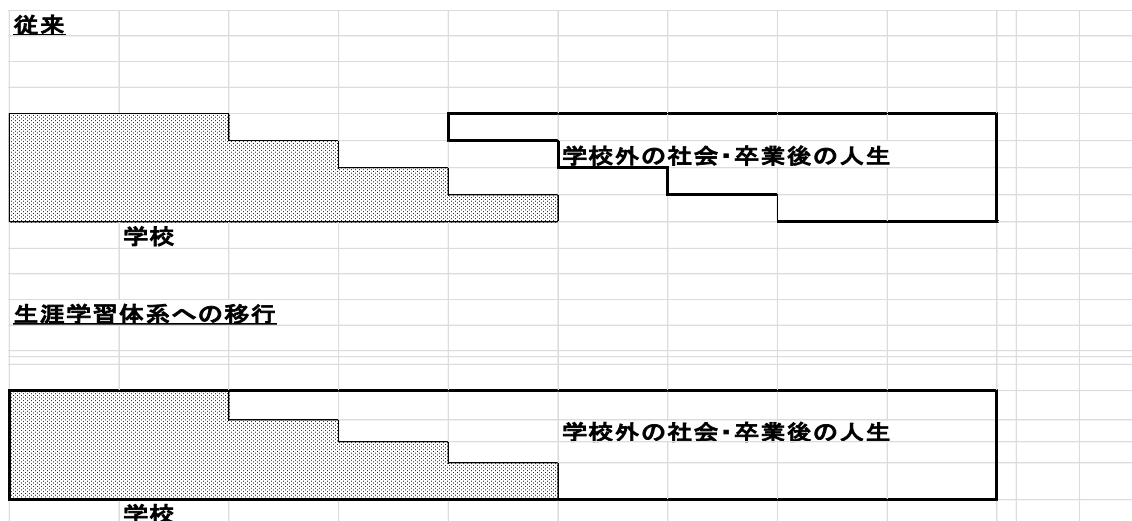 従来
学校外の社会・卒業後の人生
学校
生涯学習体系への移行
学校外の社会・卒業後の人生
学校